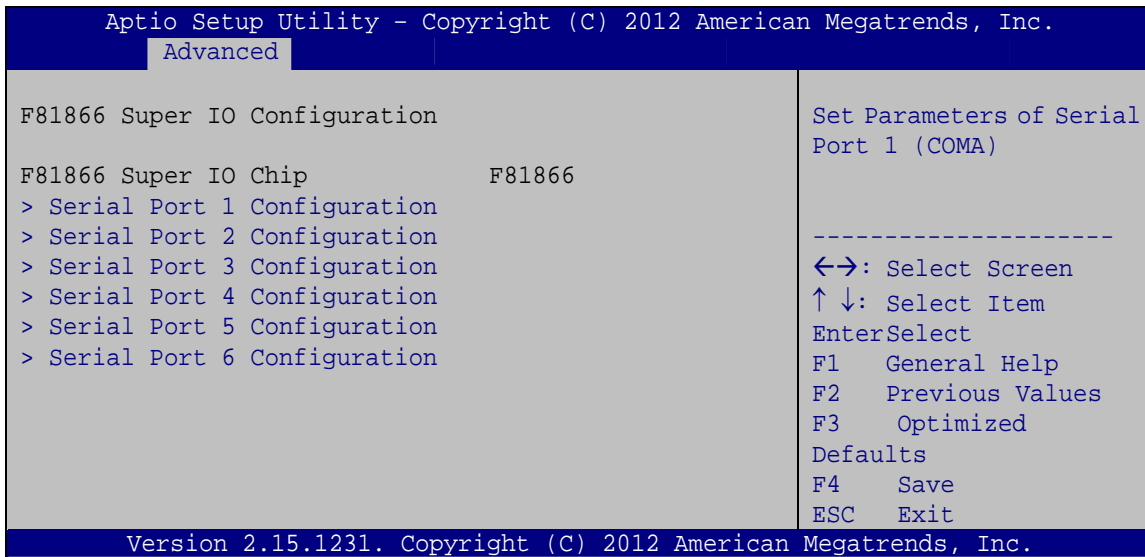 Aptio Setup Utility – Copyright (C) 2012 American Megatrends, Inc.
Advanced
F81866 Super IO Configuration
F81866 Super IO Chip F81866
> Serial Port 1 Configuration
> Serial Port 2 Configuration
> Serial Port 3 Configuration
> Serial Port 4 Configuration
> Serial Port 5 Configuration
> Serial Port 6 Configuration
Set Parameters of Serial
Port 1 (COMA)
---------------------
←→: Select Screen
↑ ↓: Select Item
EnterSelect
F1 General Help
F2 Previous Values
F3 Optimized
Defaults
F4 Save
ESC Exit
Version 2.15.1231. Copyright (C) 2012 American Megatrends, Inc.